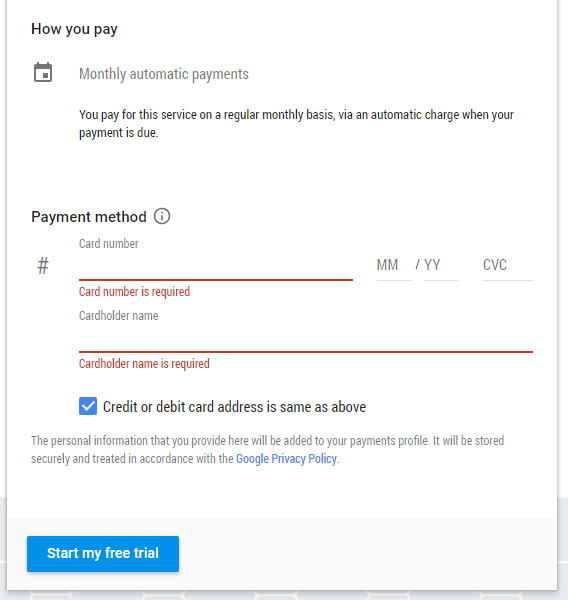 How you pay
Monthly automatic payments
You pay for this service on a regular monthly basis, via an automatic charge when your
payment is due.
Payment method
Card number
# MM / YY CVC
Card number is required
Cardholder name
Cardholder name is required
Credit or debit card address is same as above
The personal information that you provide here will be added to your payments profile. It will be stored
securely and treated in accordance with the Google Privacy Policy.
Start my free trial